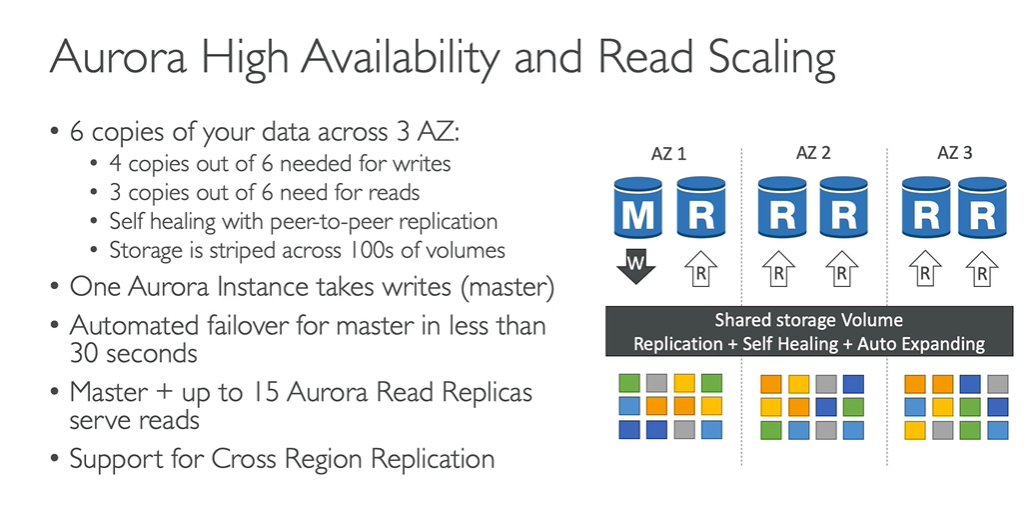 Aurora High Availability and Read Scaling
• 6 copies of your data across 3 AZ:
• 4 copies out of 6 needed for writes
• 3 copies out of 6 need for reads
• Self healing with peer-to-peer replication
• Storage is striped across 100s of volumes
• One Aurora Instance takes writes (master)
• Automated failover for master in less than
30 seconds
• Master + up to 15 Aurora Read Replicas
serve reads
• Support for Cross Region Replication
AZ 1 AZ 2 AZ 3
M R R R R R
W R R R R R
Shared storage Volume
Replication + Self Healing + Auto Expanding